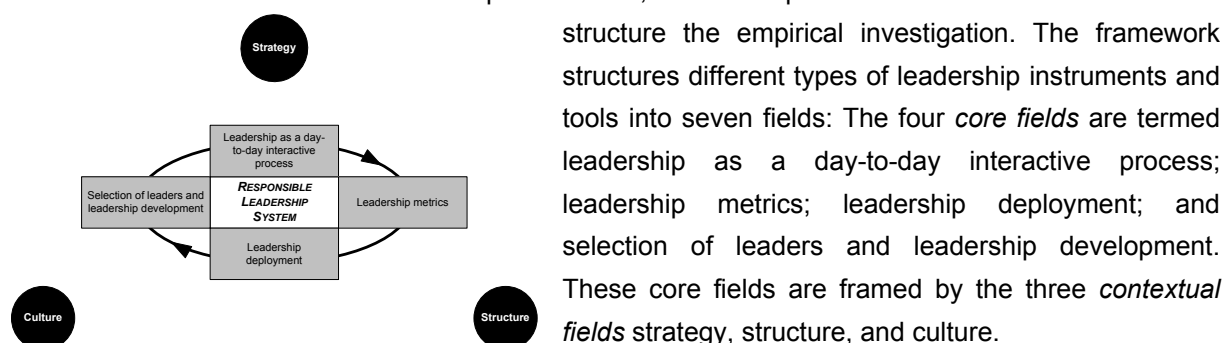 Strategy
Leadership as a day-
to-day interactive
process
Selection of leaders and
leadership development
RESPONSIBLE
LEADERSHIP
SYSTEM
Leadership metrics
Leadership
deployment
Culture
Structure
structure the empirical investigation. The framework
structures different types of leadership instruments and
tools into seven fields: The four core fields are termed
leadership as a day-to-day interactive process;
leadership metrics; leadership deployment; and
selection of leaders and leadership development.
These core fields are framed by the three contextual
fields strategy, structure, and culture.